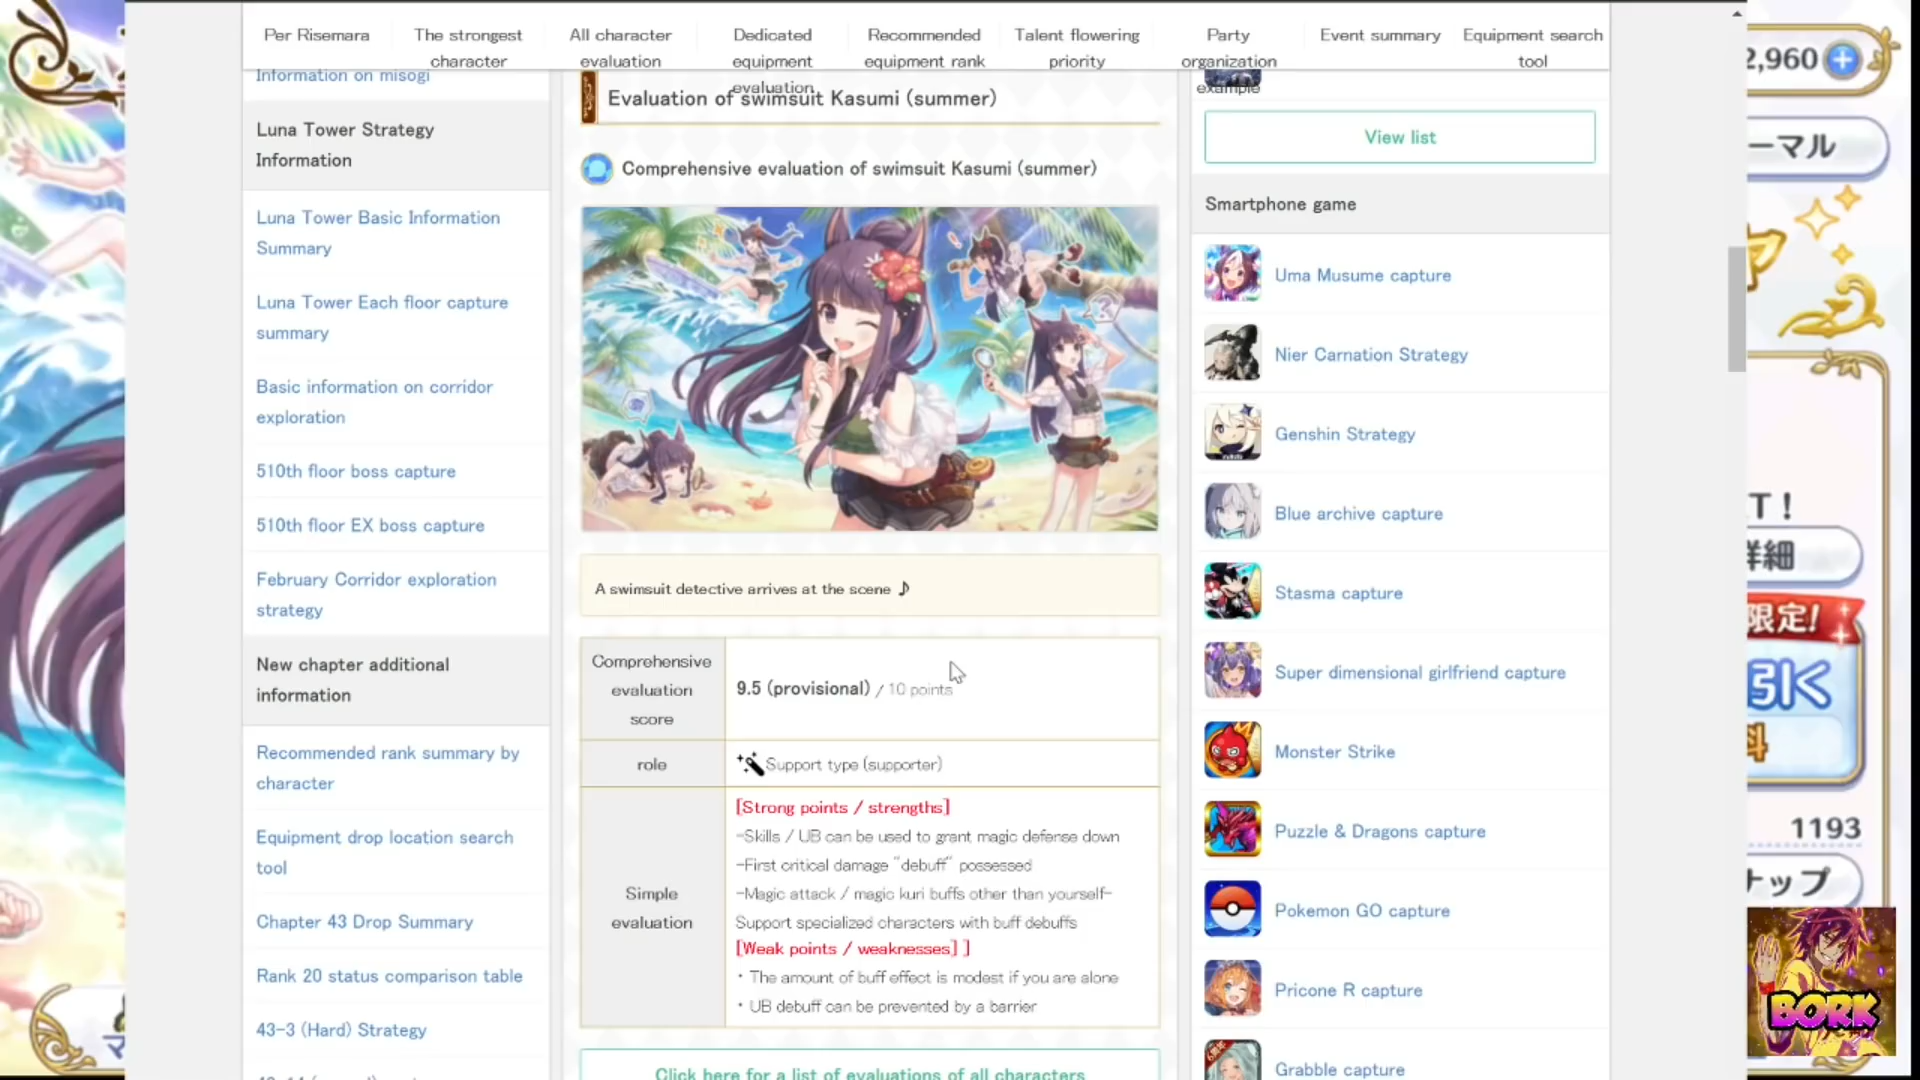 Per Risemara
The strongest
character
All character
evaluation
Dedicated
equipment
evaluation
Recommended
equipment rank
Talent flowering
priority
Party
organization
example
Event summary
Equipment search
tool
Information on misogi
Luna Tower Strategy
Information
Luna Tower Basic Information
Summary
Luna Tower Each floor capture
summary
Basic information on corridor
exploration
510th floor boss capture
510th floor EX boss capture
February Corridor exploration
strategy
New chapter additional
information
Recommended rank summary by
character
Equipment drop location search
tool
Chapter 43 Drop Summary
Rank 20 status comparison table
43-3 (Hard) Strategy
Evaluation of swimsuit Kasumi (summer)
Comprehensive evaluation of swimsuit Kasumi (summer)
A swimsuit detective arrives at the scene ♪
Comprehensive
evaluation
score
9.5 (provisional) / 10 points
role
Support type (supporter)
Simple
evaluation
[Strong points / strengths]
-Skills / UB can be used to grant magic defense down
-First critical damage "debuff" possessed
-Magic attack / magic kuri buffs other than yourself-
Support specialized characters with buff debuffs
[Weak points / weaknesses] ]
・The amount of buff effect is modest if you are alone
・UB debuff can be prevented by a barrier
Click here for a list of evaluations of all characters
View list
Smartphone game
Uma Musume capture
Nier Carnation Strategy
Genshin Strategy
Blue archive capture
Stasma capture
Super dimensional girlfriend capture
Monster Strike
Puzzle & Dragons capture
Pokemon GO capture
Pricone R capture
Grabble capture
2,960
ーマル
T！
詳細
限定！
引く
料
1193
ナップ
BORK
マ